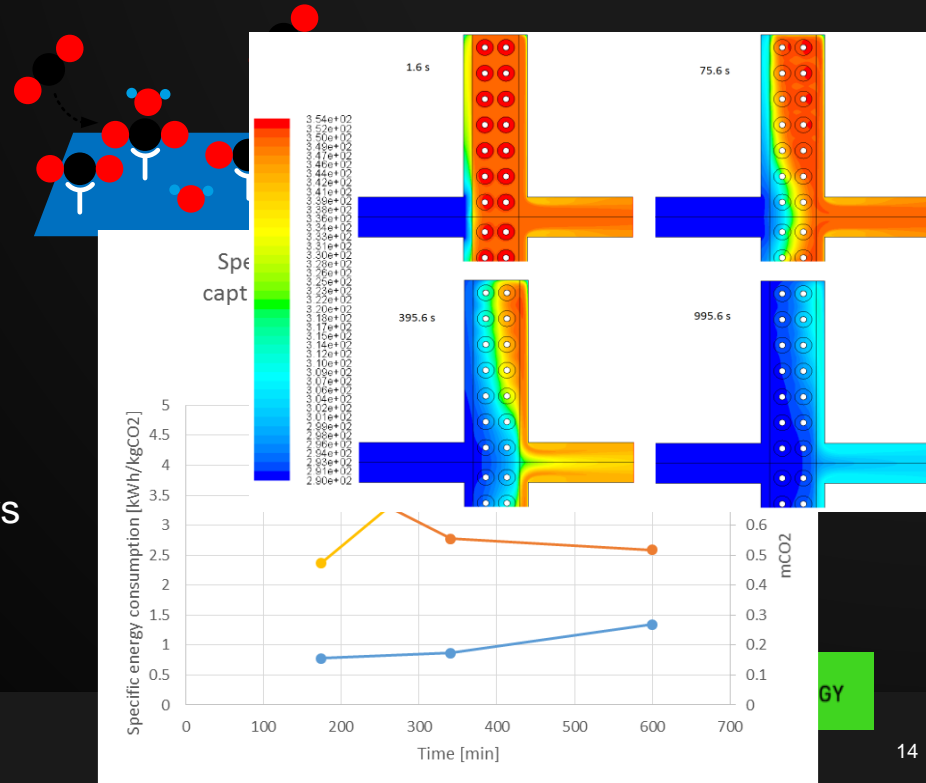 1.6 s
75.6 s
3.54e+02
3.52e+02
3.50e+02
3.49e+02
3.47e+02
3.46e+02
3.44e+02
3.42e+02
3.41e+02
3.39e+02
3.38e+02
3.36e+02
3.34e+02
3.33e+02
3.31e+02
3.30e+02
3.28e+02
3.26e+02
3.25e+02
3.23e+02
3.22e+02
3.20e+02
3.18e+02
3.17e+02
3.15e+02
3.14e+02
3.12e+02
3.10e+02
3.09e+02
3.07e+02
3.06e+02
3.04e+02
3.02e+02
3.01e+02
2.99e+02
2.98e+02
2.96e+02
2.94e+02
2.93e+02
2.91e+02
2.90e+02
395.6 s
995.6 s
Spe
capt
s
Specific energy consumption [kWh/kgCO2]
5
4.5
4
3.5
3
2.5
2
1.5
1
0.5
0
0.6
0.5
0.4
0.3
0.2
0.1
0
mCO2
0 100 200 300 400 500 600 700
Time [min]
GY
14